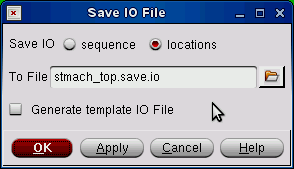 Save IO File
Save IO sequence locations
To File stmach_top.save.io
Generate template IO File
OK Apply Cancel Help